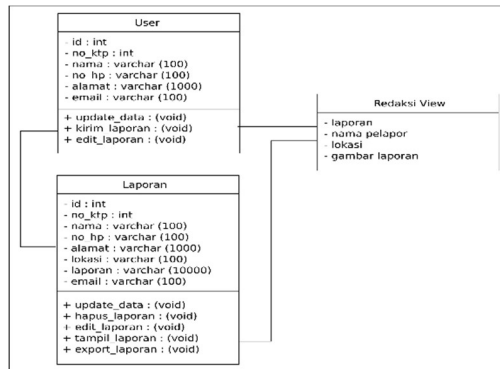 User
- id : int
- no_ktp : int
- nama : varchar (100)
- no_hp : varchar (100)
- alamat : varchar (1000)
- email : varchar (100)
+ update_data : (void)
+ kirim_laporan : (void)
+ edit_laporan : (void)
Redaksi View
- laporan
- nama pelapor
- lokasi
- gambar laporan
Laporan
- id : int
- no_ktp : int
- nama : varchar (100)
- no_hp : varchar (100)
- alamat : varchar (1000)
- lokasi : varchar (100)
- laporan : varchar (10000)
- email : varchar (100)
+ update_data : (void)
+ hapus_laporan : (void)
+ edit_laporan : (void)
+ tampil_laporan : (void)
+ export_laporan : (void)